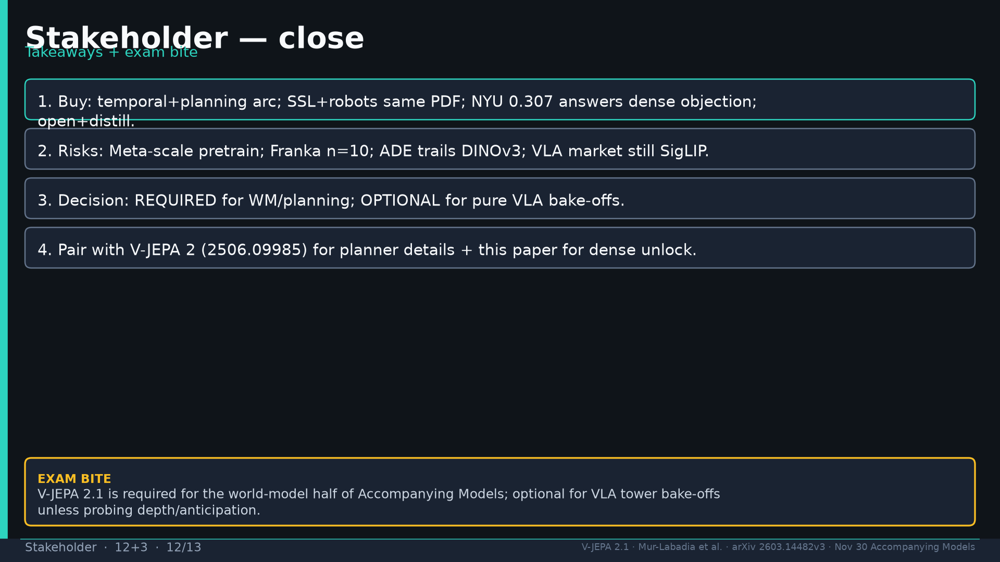 Stakeholder — close
Takeaways + exam bite
1. Buy: temporal+planning arc; SSL+robots same PDF; NYU 0.307 answers dense objection;
open+distill.
2. Risks: Meta-scale pretrain; Franka n=10; ADE trails DINOv3; VLA market still SigLIP.
3. Decision: REQUIRED for WM/planning; OPTIONAL for pure VLA bake-offs.
4. Pair with V-JEPA 2 (2506.09985) for planner details + this paper for dense unlock.
EXAM BITE
V-JEPA 2.1 is required for the world-model half of Accompanying Models; optional for VLA tower bake-offs
unless probing depth/anticipation.
Stakeholder · 12+3 · 12/13
V-JEPA 2.1 · Mur-Labadia et al. · arXiv 2603.14482v3 · Nov 30 Accompanying Models